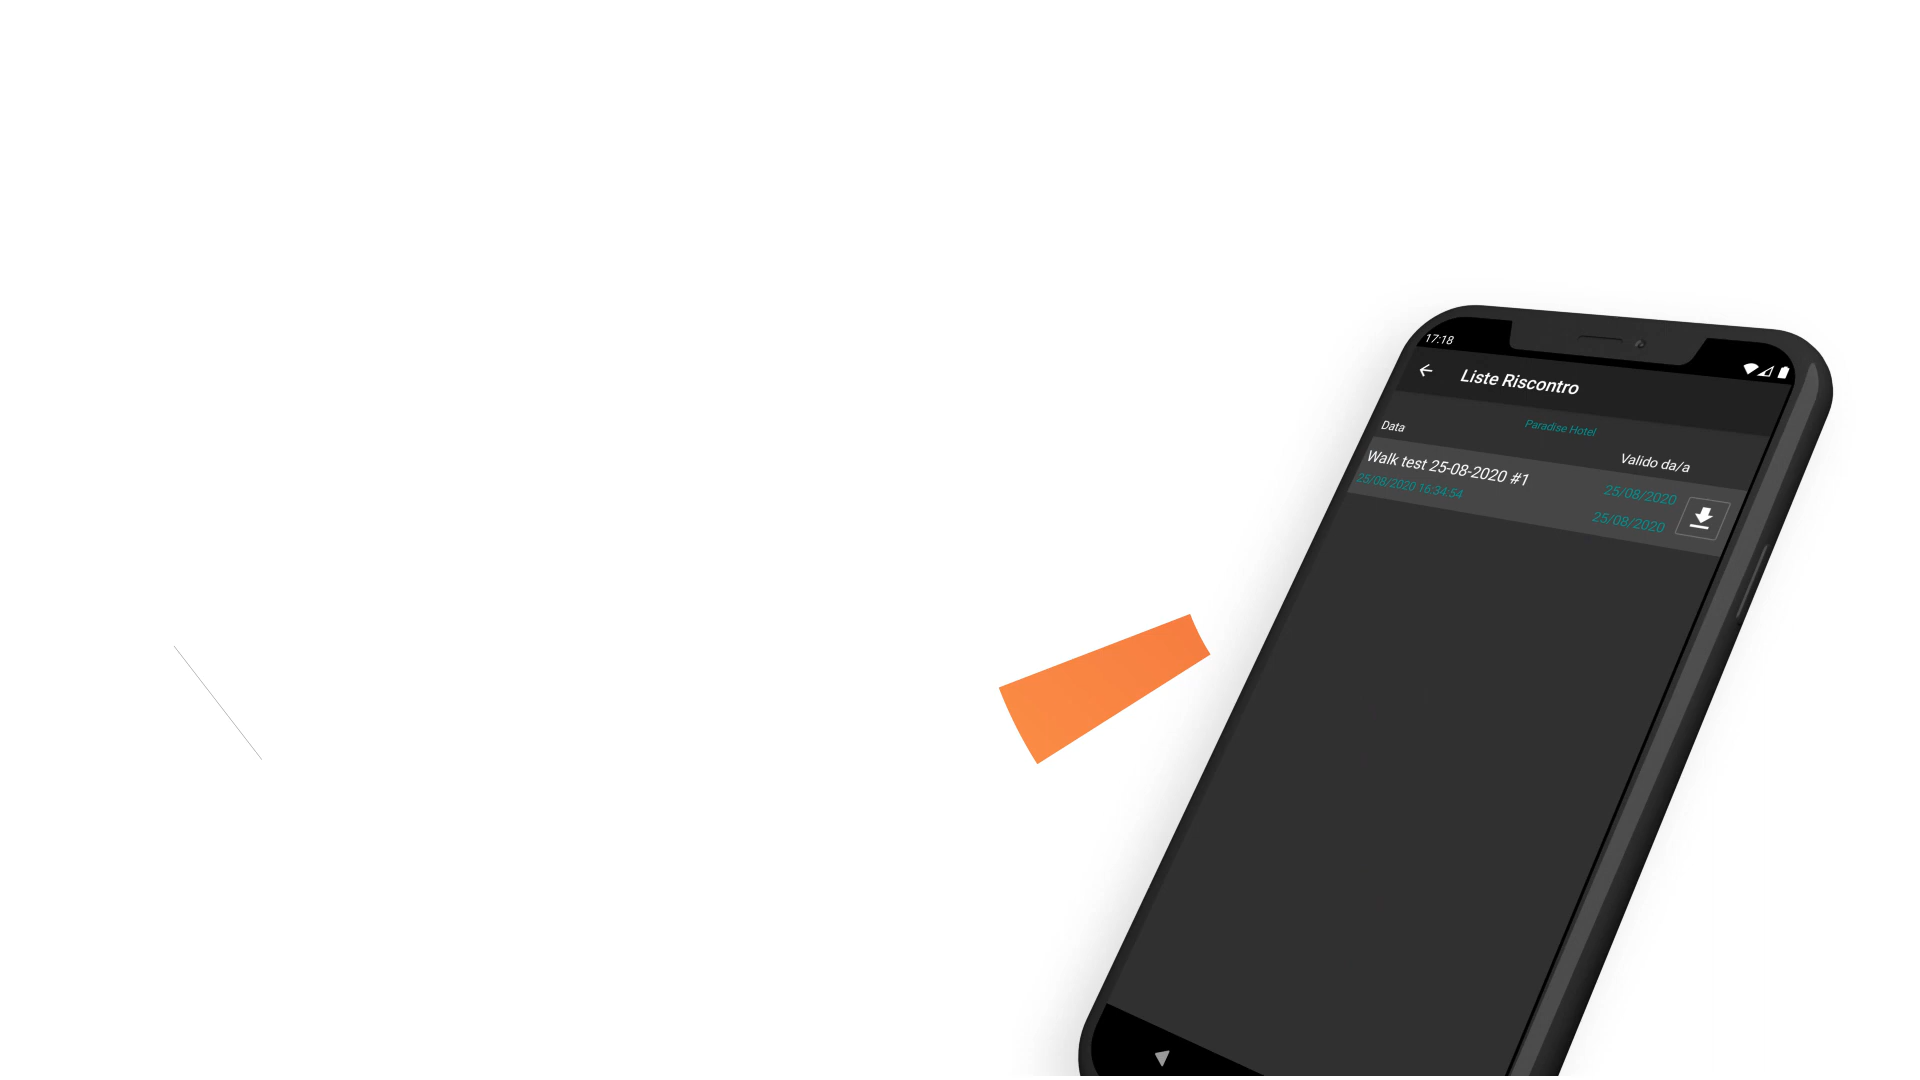 17:18
Liste Riscontro
Paradise Hotel
Data
Valido da/a
Walk test 25-08-2020 #1
25/08/2020 16:34:54
25/08/2020
25/08/2020